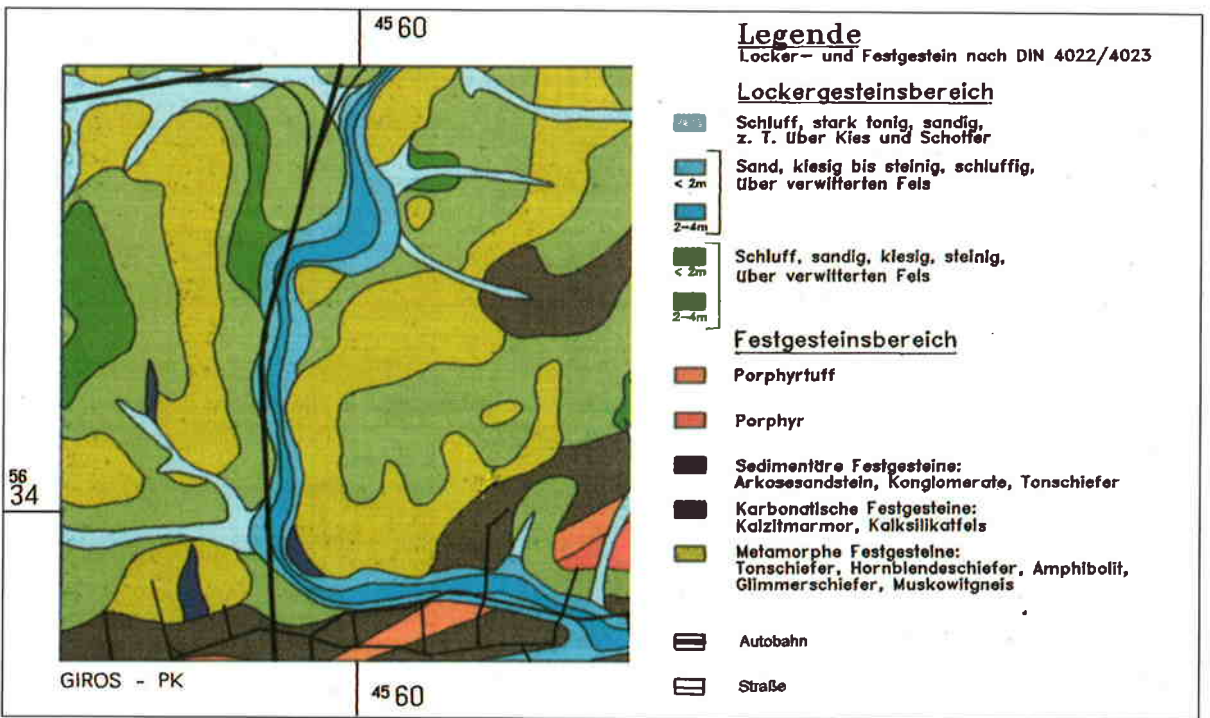 45 60
Legende
Locker- und Festgestein nach DIN 4022/4023
Lockergesteinsbereich
Schluff, stark tonig, sandig,
z. T. über Kies und Schotter
Sand, kiesig bis steinig, schluffig,
über verwitterten Fels
< 2m
2-4m
Schluff, sandig, kiesig, steinig,
über verwitterten Fels
< 2m
2-4m
Festgesteinsbereich
Porphyrtuff
Porphyr
Sedimentäre Festgesteine:
Arkosesandstein, Konglomerate, Tonschiefer
56
34
Karbonatische Festgesteine:
Kalzitmarmor, Kalksilikatfels
Metamorphe Festgesteine:
Tonschiefer, Hornblendeschiefer, Amphibolit,
Glimmerschiefer, Muskowitgneis
Autobahn
Straße
GIROS - PK
45 60